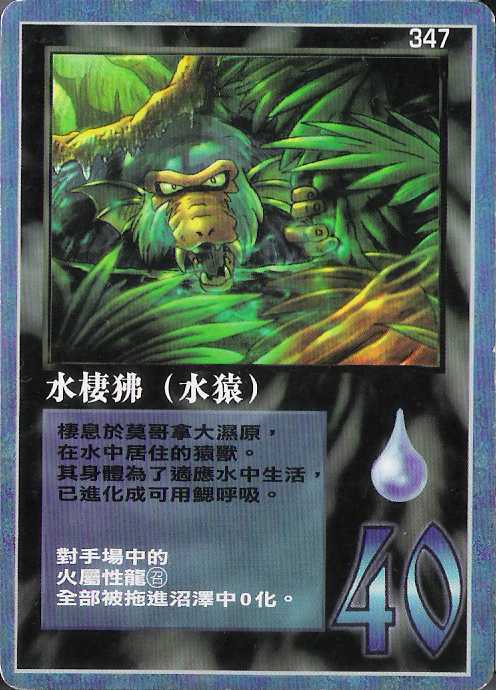 347
水棲狒（水猿）
棲息於莫哥拿大濕原，
在水中居住的猿獸。
其身體為了適應水中生活，
已進化成可用鰓呼吸。
對手場中的
火屬性龍㊁
全部被拖進沼澤中0化。
40